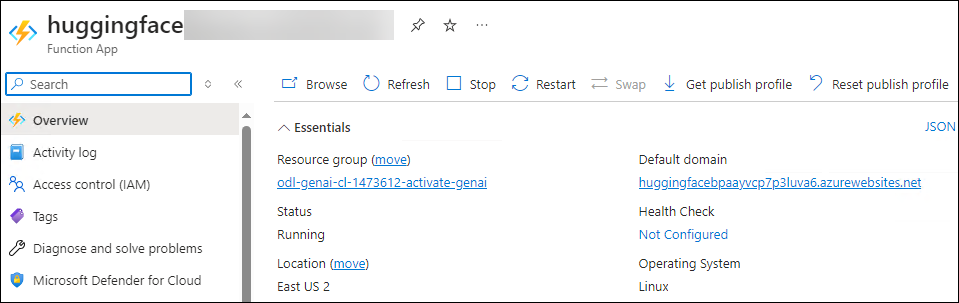 huggingface
Function App
Search
Browse Refresh Stop Restart Swap Get publish profile Reset publish profile
Overview
Activity log
Access control (IAM)
Tags
Diagnose and solve problems
Microsoft Defender for Cloud
Essentials JSON
Resource group (move)
odl-genai-cl-1473612-activate-genai
Status
Running
Location (move)
East US 2
Default domain
huggingfacebpaayvcp7p3luva6.azurewebsites.net
Health Check
Not Configured
Operating System
Linux